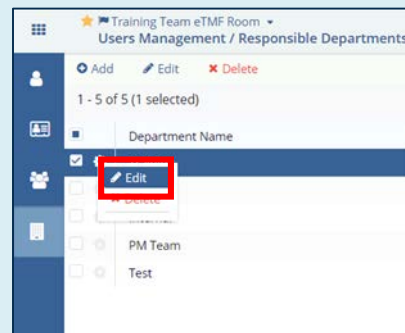 Training Team eTMF Room
Users Management / Responsible Departments
Add Edit Delete
1 - 5 of 5 (1 selected)
Department Name
Edit
Delete
PM Team
Test